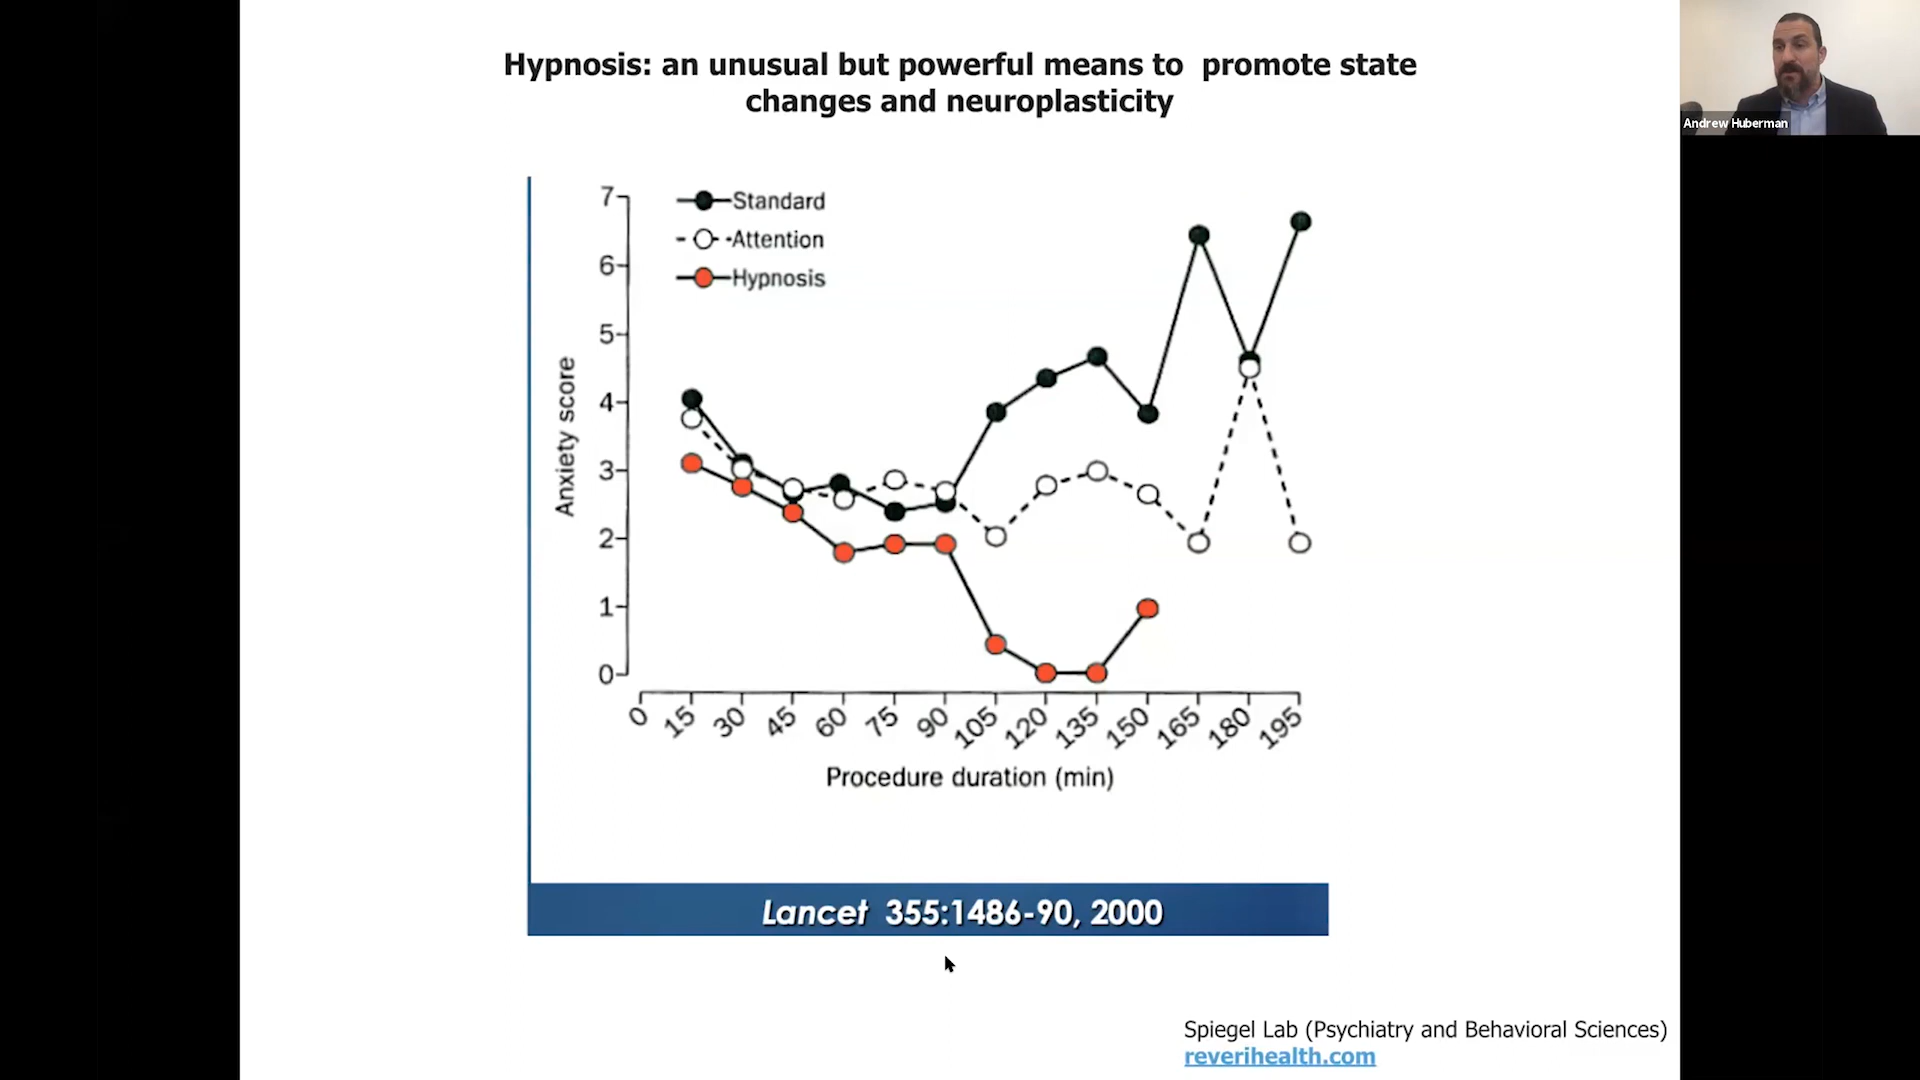 Hypnosis: an unusual but powerful means to promote state
changes and neuroplasticity
Andrew Huberman
7
6
5
4
3
2
1
0
Standard
Attention
Hypnosis
Anxiety score
0 15 30 45 60 75 90 105 120 135 150 165 180 195
Procedure duration (min)
Lancet 355:1486-90, 2000
Spiegel Lab (Psychiatry and Behavioral Sciences)
reverihealth.com